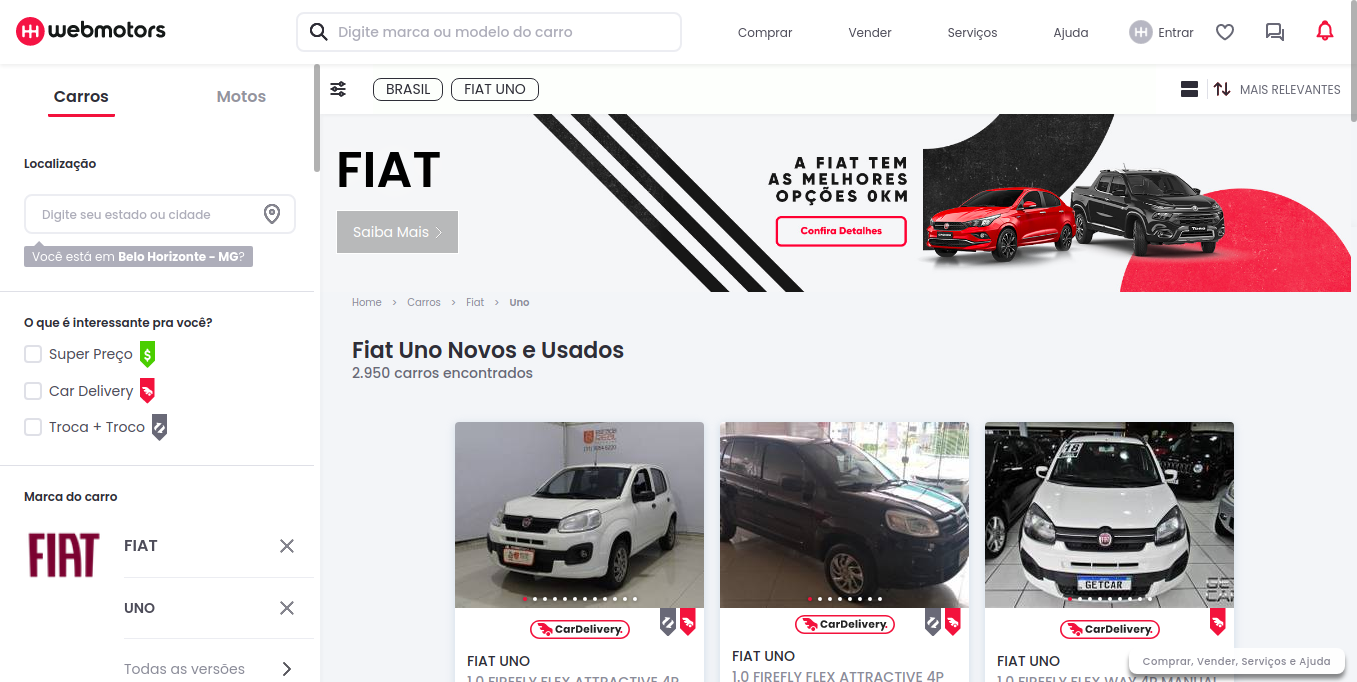 webmotors
Digite marca ou modelo do carro
Comprar
Vender
Serviços
Ajuda
Entrar
Carros
Motos
BRASIL
FIAT UNO
MAIS RELEVANTES
Localização
Digite seu estado ou cidade
Você está em Belo Horizonte - MG?
FIAT
Saiba Mais
A FIAT TEM
AS MELHORES
OPÇÕES 0KM
Confira Detalhes
Home > Carros > Fiat > Uno
O que é interessante pra você?
Super Preço
Car Delivery
Troca + Troco
Fiat Uno Novos e Usados
2.950 carros encontrados
Marca do carro
FIAT
FIAT
UNO
Todas as versões
CarDelivery.
FIAT UNO
1.0 FIREFLY FLEX ATTRACTIVE 4P
CarDelivery.
FIAT UNO
1.0 FIREFLY FLEX ATTRACTIVE 4P
18
GETCAR
CarDelivery.
FIAT UNO
1.0 FIREFLY FLEX WAY 4P MANUAL
Comprar, Vender, Serviços e Ajuda